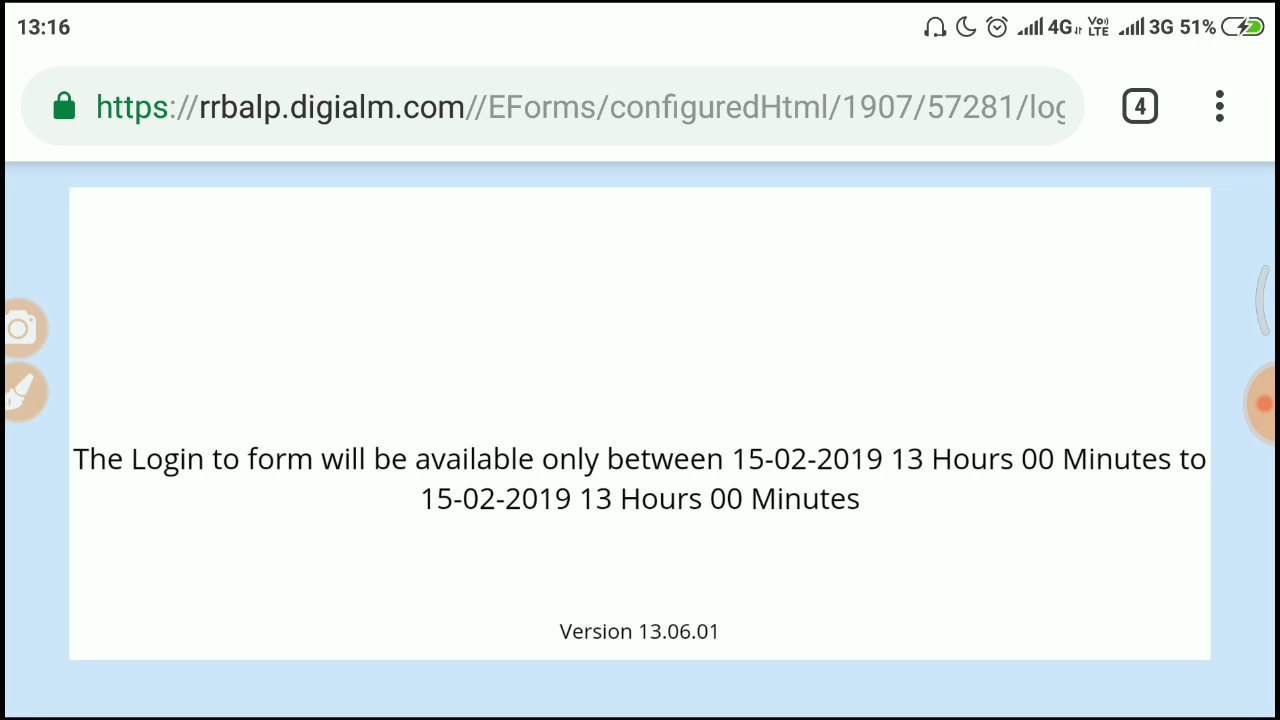 13:16 4G Vo) LTE 3G 51%
https://rrbalp.digialm.com//EForms/configuredHtml/1907/57281/log 4
The Login to form will be available only between 15-02-2019 13 Hours 00 Minutes to
15-02-2019 13 Hours 00 Minutes
Version 13.06.01